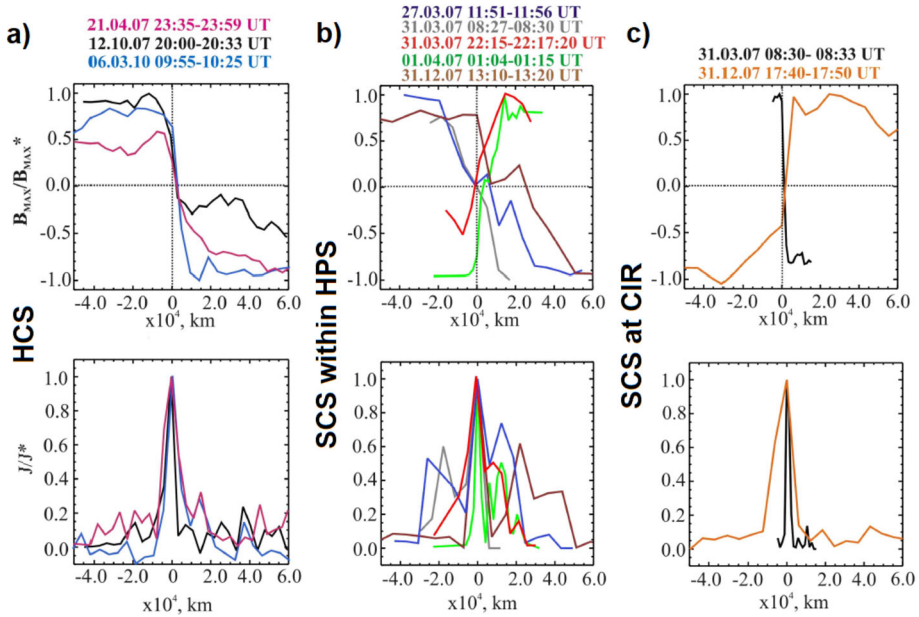 a)
21.04.07 23:35-23:59 UT
12.10.07 20:00-20:33 UT
06.03.10 09:55-10:25 UT
b)
27.03.07 11:51-11:56 UT
31.03.07 08:27-08:30 UT
31.03.07 22:15-22:17:20 UT
01.04.07 01:04-01:15 UT
31.12.07 13:10-13:20 UT
c)
31.03.07 08:30- 08:33 UT
31.12.07 17:40-17:50 UT
HCS
B_MAX/B_MAX*
1.0
0.5
0.0
-0.5
-1.0
-4.0 -2.0 0 2.0 4.0 6.0
x10⁴, km
SCS within HPS
1.0
0.5
0.0
-0.5
-1.0
-4.0 -2.0 0 2.0 4.0 6.0
x10⁴, km
SCS at CIR
1.0
0.5
0.0
-0.5
-1.0
-4.0 -2.0 0 2.0 4.0 6.0
x10⁴, km
J/J*
1.0
0.8
0.6
0.4
0.2
0.0
-4.0 -2.0 0 2.0 4.0 6.0
x10⁴, km
1.0
0.8
0.6
0.4
0.2
0.0
-4.0 -2.0 0 2.0 4.0 6.0
x10⁴, km
1.0
0.8
0.6
0.4
0.2
0.0
-4.0 -2.0 0 2.0 4.0 6.0
x10⁴, km